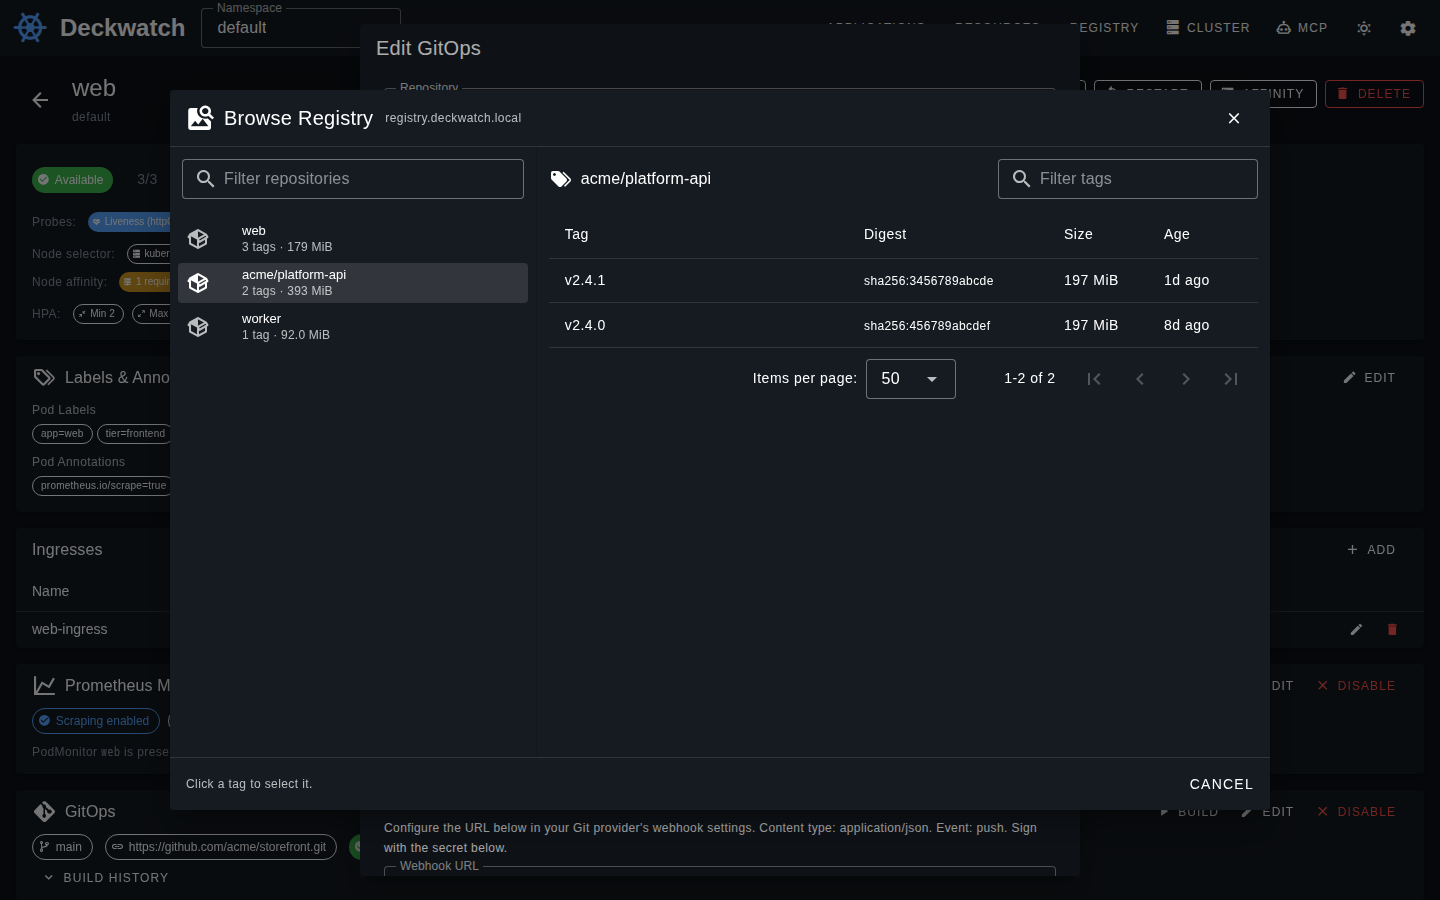 Deckwatch
Namespace
default
REGISTRY
CLUSTER
MCP
Edit GitOps
Repository
web
default
DELETE
Browse Registry
registry.deckwatch.local
Available
3/3
Filter repositories
acme/platform-api
Filter tags
Probes:
Liveness
Node selector:
Node affinity:
HPA:
Min 2
Max
web
3 tags · 179 MiB
acme/platform-api
2 tags · 393 MiB
worker
1 tag · 92.0 MiB
Tag
Digest
Size
Age
v2.4.1
sha256:3456789abcde
197 MiB
1d ago
v2.4.0
sha256:456789abcdef
197 MiB
8d ago
Items per page:
50
1-2 of 2
Labels &
EDIT
Pod Labels
app=web
tier=frontend
Pod Annotations
prometheus.io/scrape=true
Ingresses
ADD
Name
web-ingress
Prometheus
DISABLE
Scraping enabled
PodMonitor web is
Click a tag to select it.
CANCEL
GitOps
BUILD
EDIT
DISABLE
main
https://github.com/acme/storefront.git
BUILD HISTORY
Configure the URL below in your Git provider's webhook settings. Content type: application/json. Event: push. Sign
with the secret below.
Webhook URL